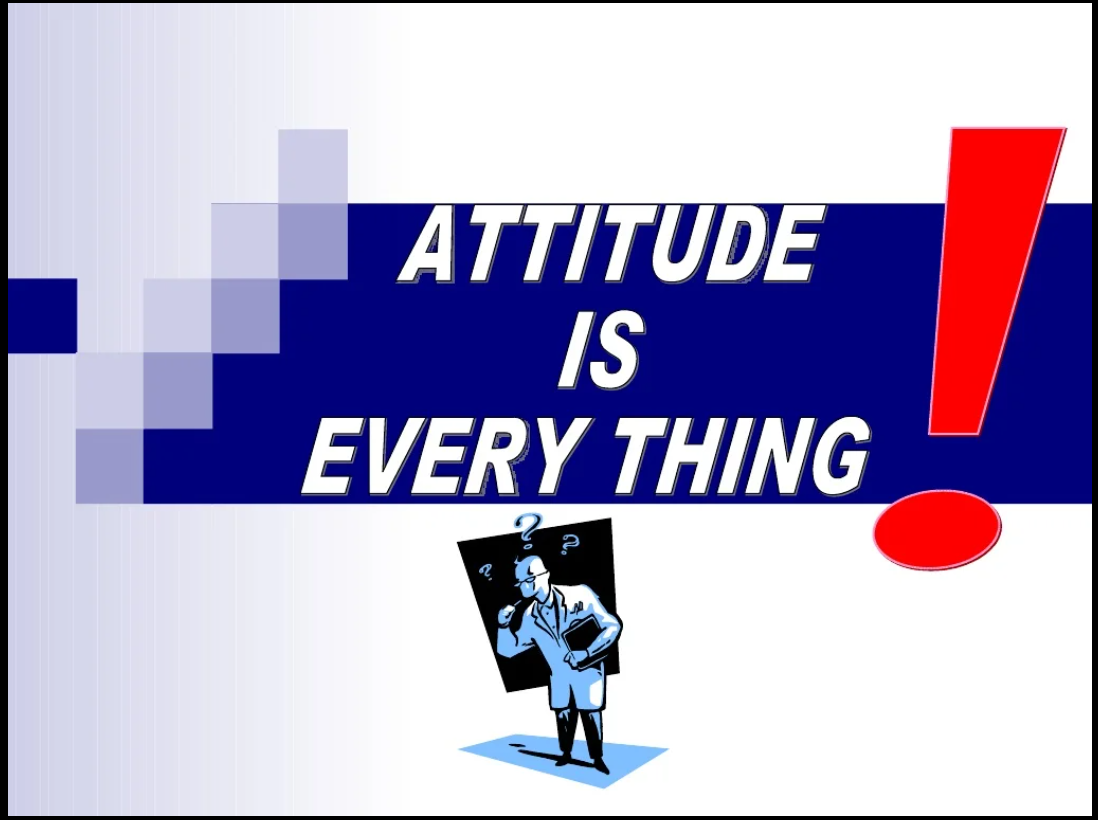 ATTITUDE
IS
EVERY THING
!
? ? ?